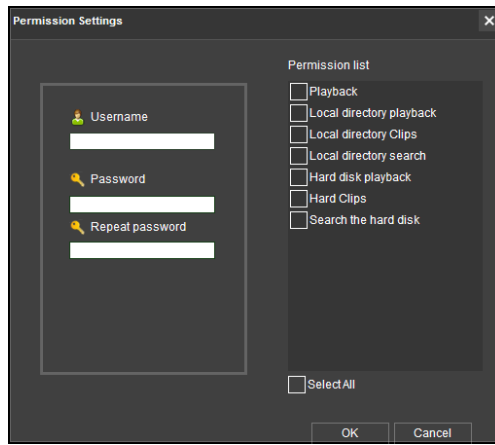 Permission Settings
Username
Password
Repeat password
Permission list
Playback
Local directory playback
Local directory Clips
Local directory search
Hard disk playback
Hard Clips
Search the hard disk
SelectAll
OK
Cancel